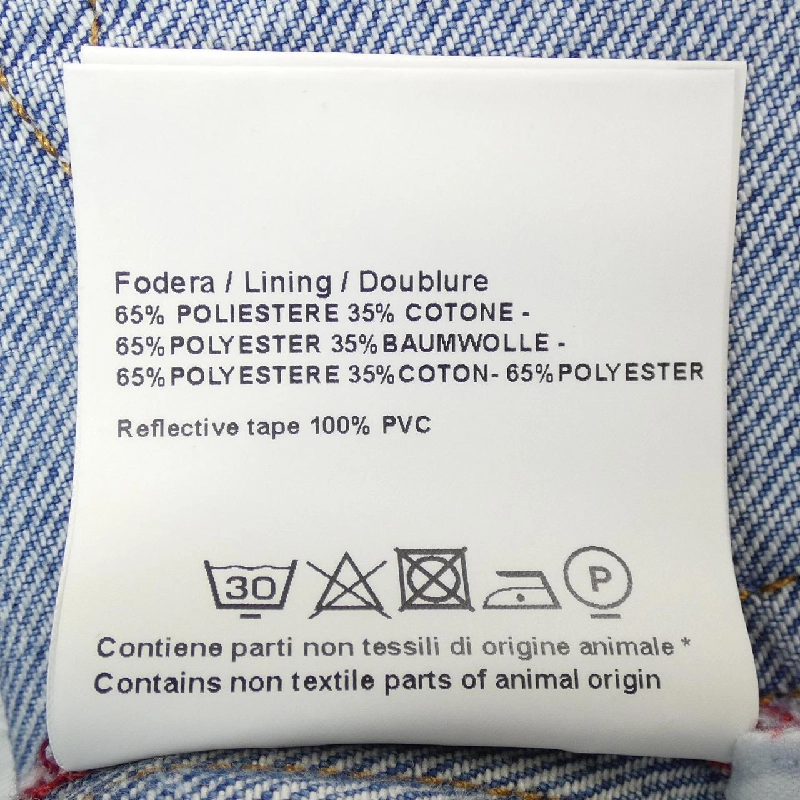 Fodera / Lining / Doublure
65% POLIESTERE 35% COTONE -
65% POLYESTER 35% BAUMWOLLE -
65% POLYESTERE 35% COTON- 65% POLYESTER
Reflective tape 100% PVC
30 P
Contiene parti non tessili di origine animale *
Contains non textile parts of animal origin